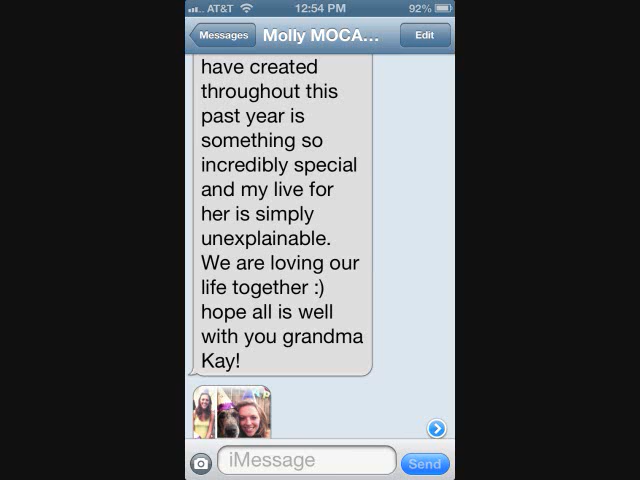 AT&T 12:54 PM 92%
Messages Molly MOCA... Edit
have created
throughout this
past year is
something so
incredibly special
and my live for
her is simply
unexplainable.
We are loving our
life together :)
hope all is well
with you grandma
Kay!
iMessage Send